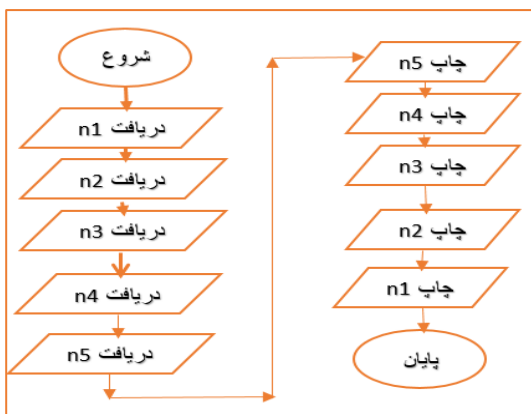 شروع
دریافت n1
دریافت n2
دریافت n3
دریافت n4
دریافت n5
چاپ n5
چاپ n4
چاپ n3
چاپ n2
چاپ n1
پایان